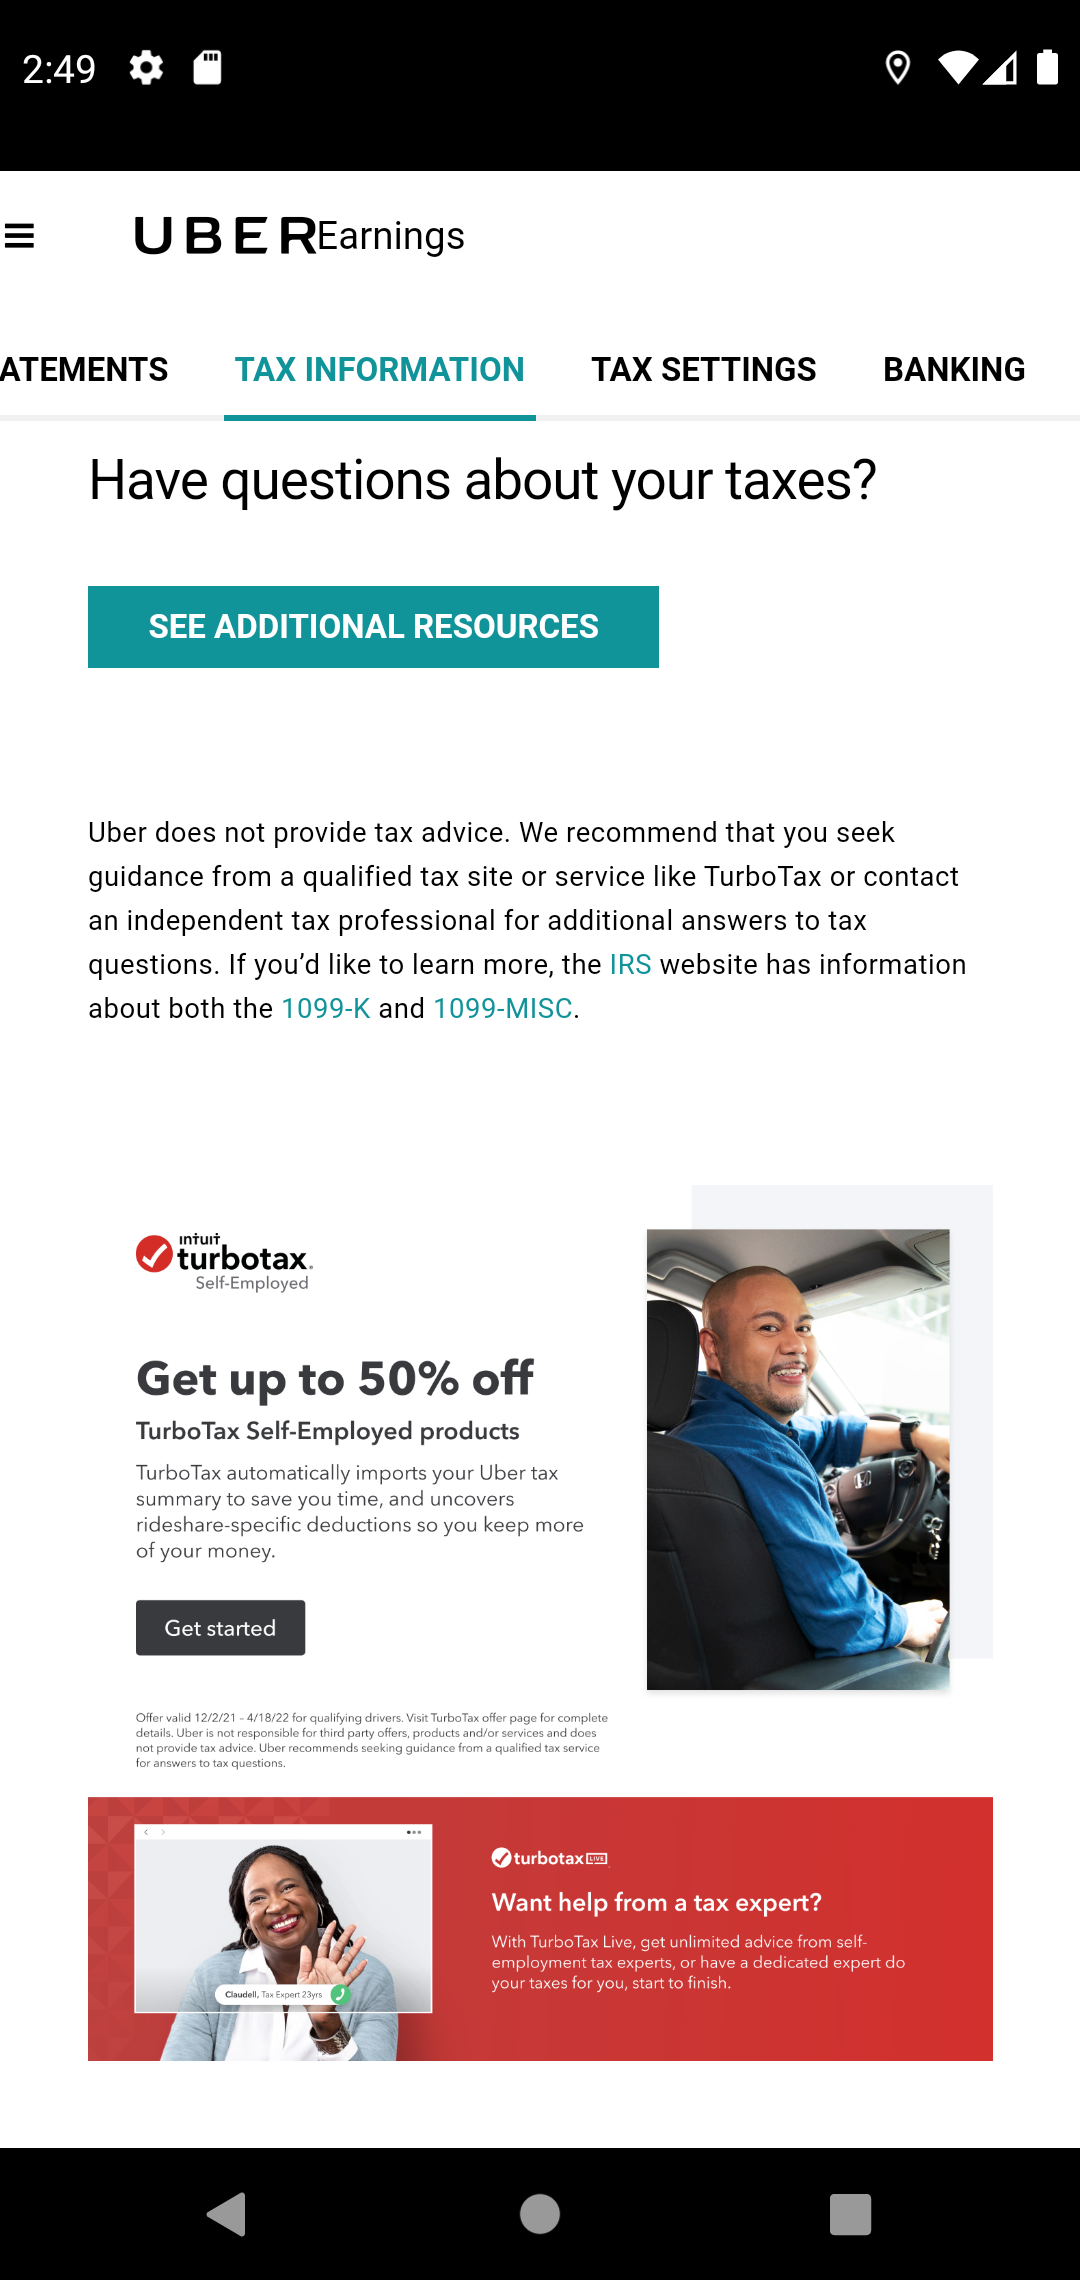 2:49
UBER Earnings
ATEMENTS TAX INFORMATION TAX SETTINGS BANKING
Have questions about your taxes?
SEE ADDITIONAL RESOURCES
Uber does not provide tax advice. We recommend that you seek
guidance from a qualified tax site or service like TurboTax or contact
an independent tax professional for additional answers to tax
questions. If you’d like to learn more, the IRS website has information
about both the 1099-K and 1099-MISC.
intuit
turbotax.
Self-Employed
Get up to 50% off
TurboTax Self-Employed products
TurboTax automatically imports your Uber tax
summary to save you time, and uncovers
rideshare-specific deductions so you keep more
of your money.
Get started
Offer valid 12/2/21 – 4/18/22 for qualifying drivers. Visit TurboTax offer page for complete
details. Uber is not responsible for third party offers, products and/or services and does
not provide tax advice. Uber recommends seeking guidance from a qualified tax service
for answers to tax questions.
turbotax LIVE
Want help from a tax expert?
With TurboTax Live, get unlimited advice from self-
employment tax experts, or have a dedicated expert do
your taxes for you, start to finish.
Claudell, Tax Expert 23yrs